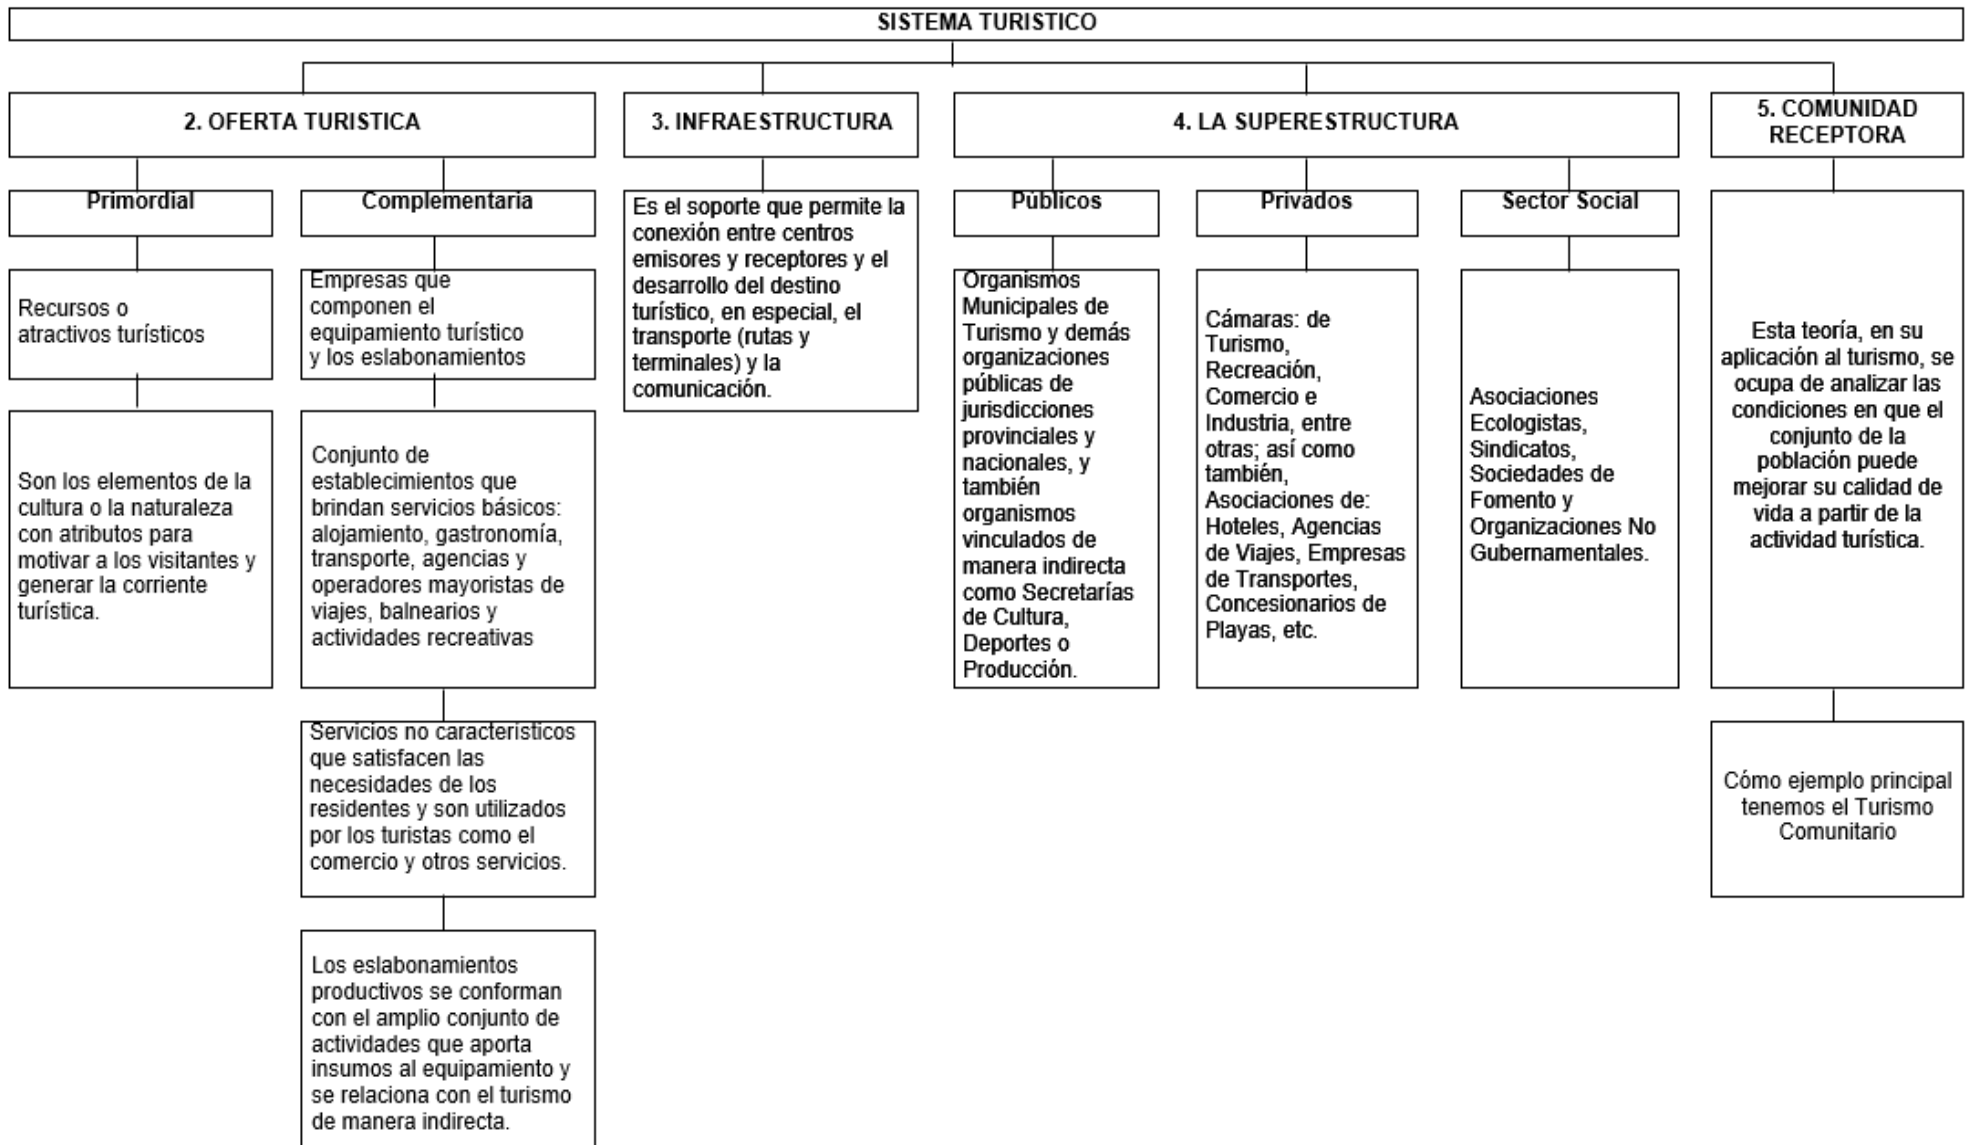 SISTEMA TURISTICO
2. OFERTA TURISTICA
3. INFRAESTRUCTURA
4. LA SUPERESTRUCTURA
5. COMUNIDAD
RECEPTORA
Primordial
Recursos o
atractivos turísticos
Son los elementos de la
cultura o la naturaleza
con atributos para
motivar a los visitantes y
generar la corriente
turística.
Complementaria
Empresas que
componen el
equipamiento turístico
y los eslabonamientos
Conjunto de
establecimientos que
brindan servicios básicos:
alojamiento, gastronomía,
transporte, agencias y
operadores mayoristas de
viajes, balnearios y
actividades recreativas
Servicios no característicos
que satisfacen las
necesidades de los
residentes y son utilizados
por los turistas como el
comercio y otros servicios.
Los eslabonamientos
productivos se conforman
con el amplio conjunto de
actividades que aporta
insumos al equipamiento y
se relaciona con el turismo
de manera indirecta.
Es el soporte que permite la
conexión entre centros
emisores y receptores y el
desarrollo del destino
turístico, en especial, el
transporte (rutas y
terminales) y la
comunicación.
Públicos
Organismos
Municipales de
Turismo y demás
organizaciones
públicas de
jurisdicciones
provinciales y
nacionales, y
también
organismos
vinculados de
manera indirecta
como Secretarías
de Cultura,
Deportes o
Producción.
Privados
Cámaras: de
Turismo,
Recreación,
Comercio e
Industria, entre
otras; así como
también,
Asociaciones de:
Hoteles, Agencias
de Viajes, Empresas
de Transportes,
Concesionarios de
Playas, etc.
Sector Social
Asociaciones
Ecologistas,
Sindicatos,
Sociedades de
Fomento y
Organizaciones No
Gubernamentales.
Esta teoría, en su
aplicación al turismo, se
ocupa de analizar las
condiciones en que el
conjunto de la
población puede
mejorar su calidad de
vida a partir de la
actividad turística.
Cómo ejemplo principal
tenemos el Turismo
Comunitario